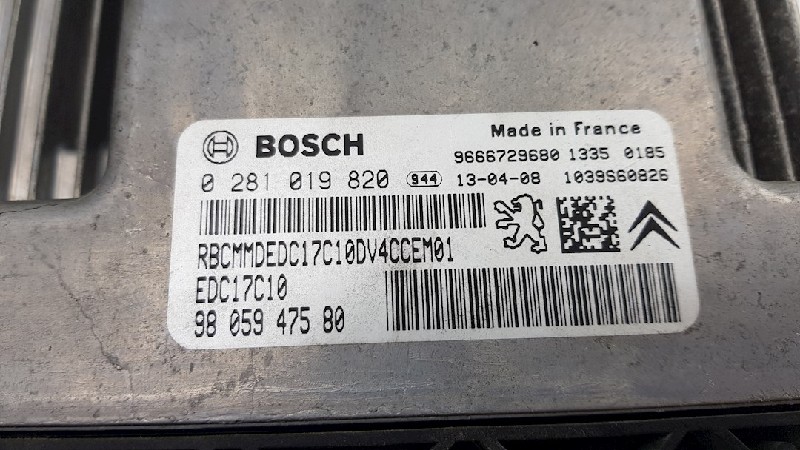 BOSCH
Made in France
9666729680 1335 0185
0 281 019 820 944 13-04-08 1039S60826
RBCMMDEDC17C10DV4CCEM01
EDC17C10
98 059 475 80